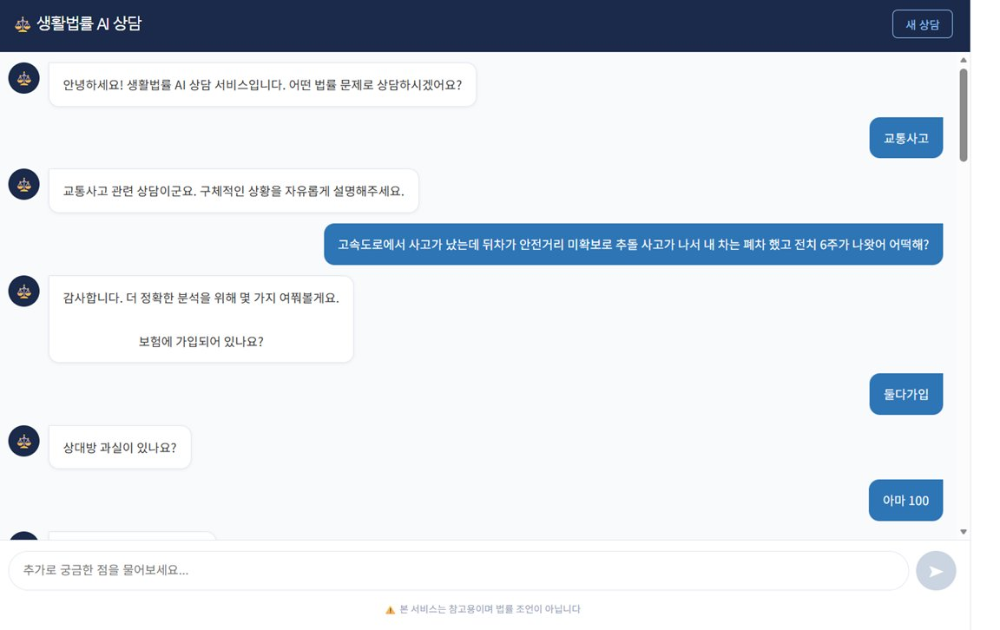 생활법률 AI 상담
새 상담
안녕하세요! 생활법률 AI 상담 서비스입니다. 어떤 법률 문제로 상담하시겠어요?
교통사고
교통사고 관련 상담이군요. 구체적인 상황을 자유롭게 설명해주세요.
고속도로에서 사고가 났는데 뒤차가 안전거리 미확보로 추돌 사고가 나서 내 차는 폐차 했고 전치 6주가 나왓어 어떡해?
감사합니다. 더 정확한 분석을 위해 몇 가지 여쭤볼게요.
보험에 가입되어 있나요?
둘다가입
상대방 과실이 있나요?
아마 100
추가로 궁금한 점을 물어보세요...
본 서비스는 참고용이며 법률 조언이 아닙니다